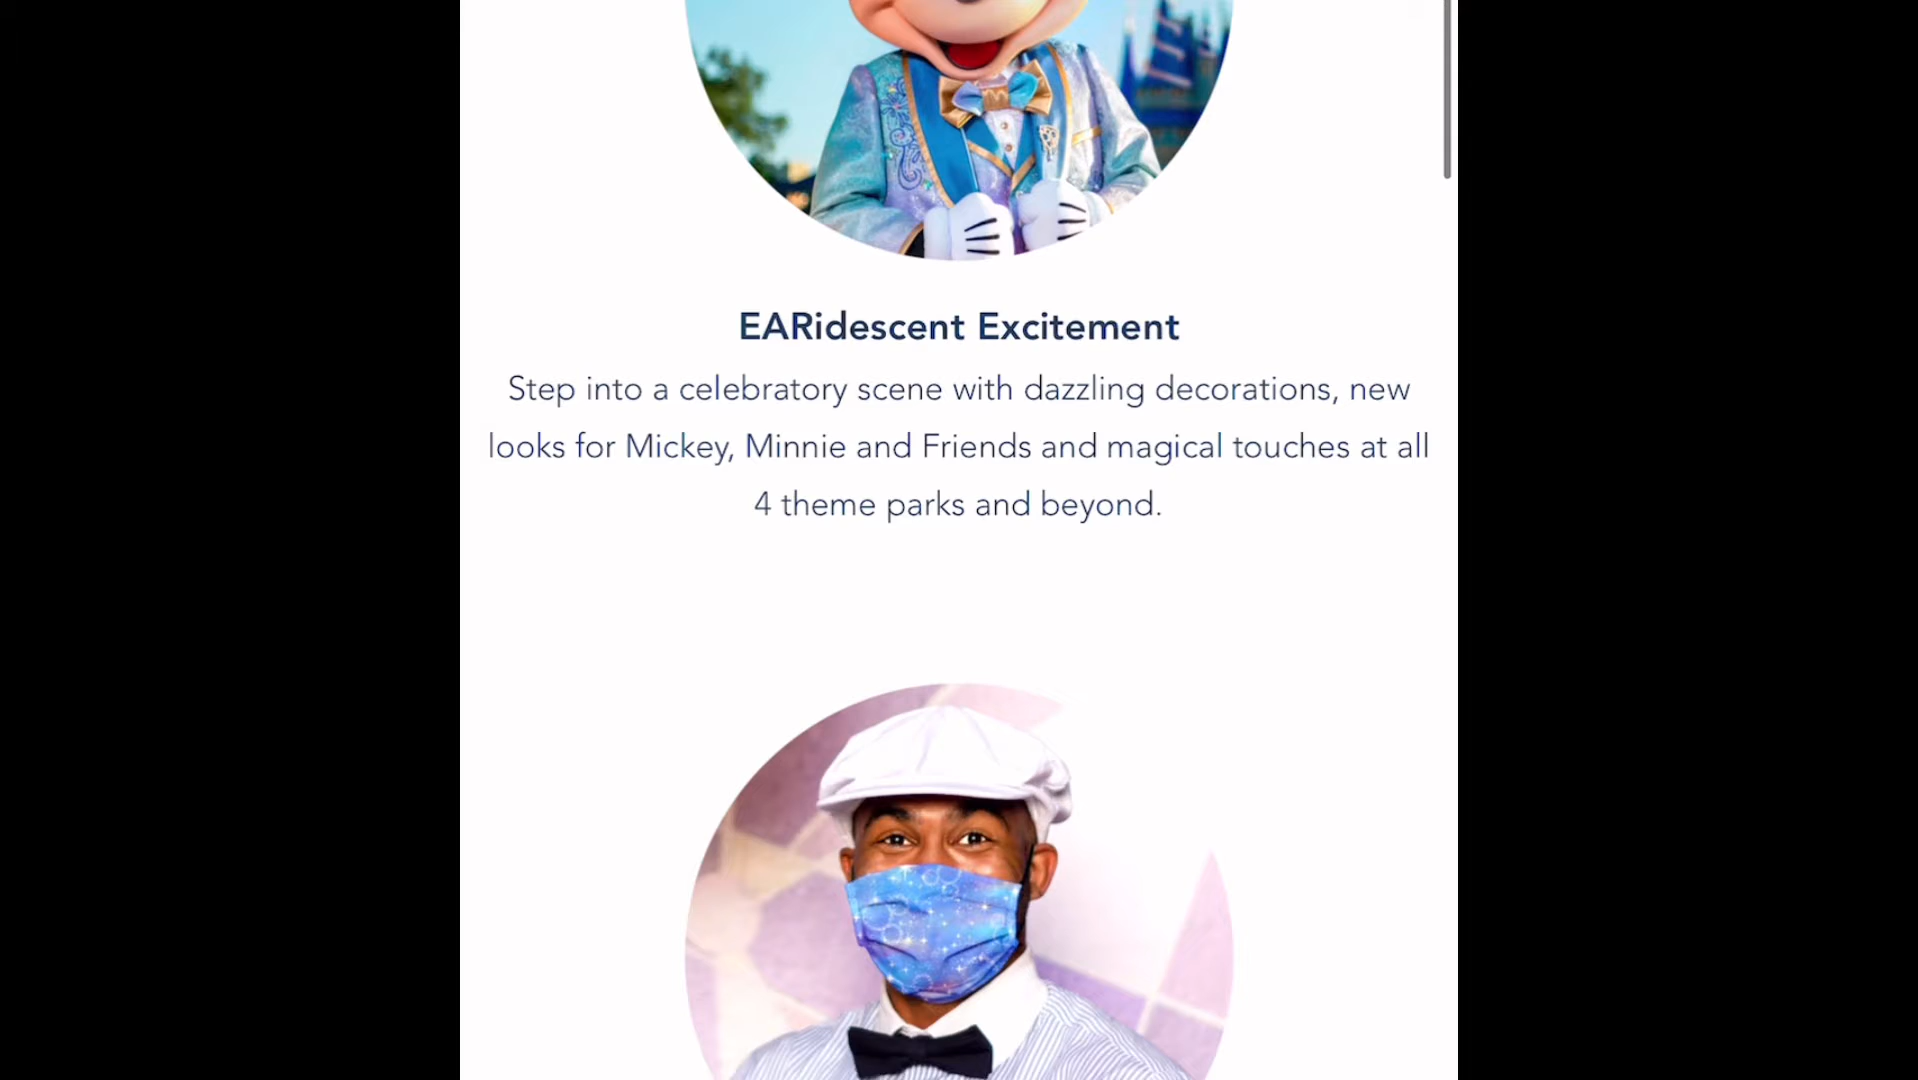 EARidescent Excitement
Step into a celebratory scene with dazzling decorations, new
looks for Mickey, Minnie and Friends and magical touches at all
4 theme parks and beyond.